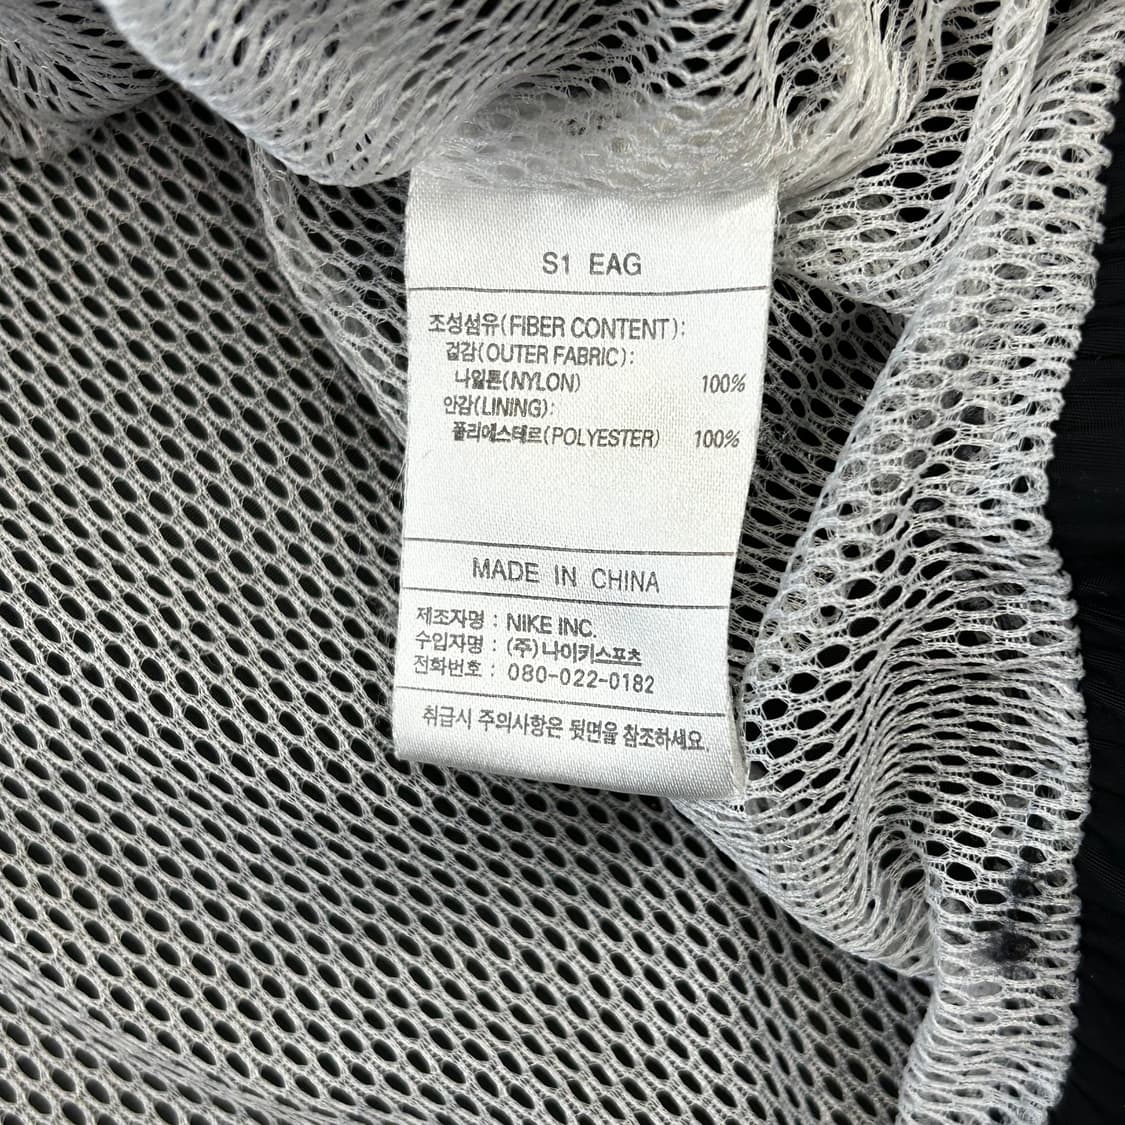 S1 EAG
조성섬유(FIBER CONTENT):
겉감(OUTER FABRIC):
나일론(NYLON) 100%
안감(LINING):
폴리에스테르(POLYESTER) 100%
MADE IN CHINA
제조자명 : NIKE INC.
수입자명 : (주)나이키스포츠
전화번호 : 080-022-0182
취급시 주의사항은 뒷면을 참조하세요.